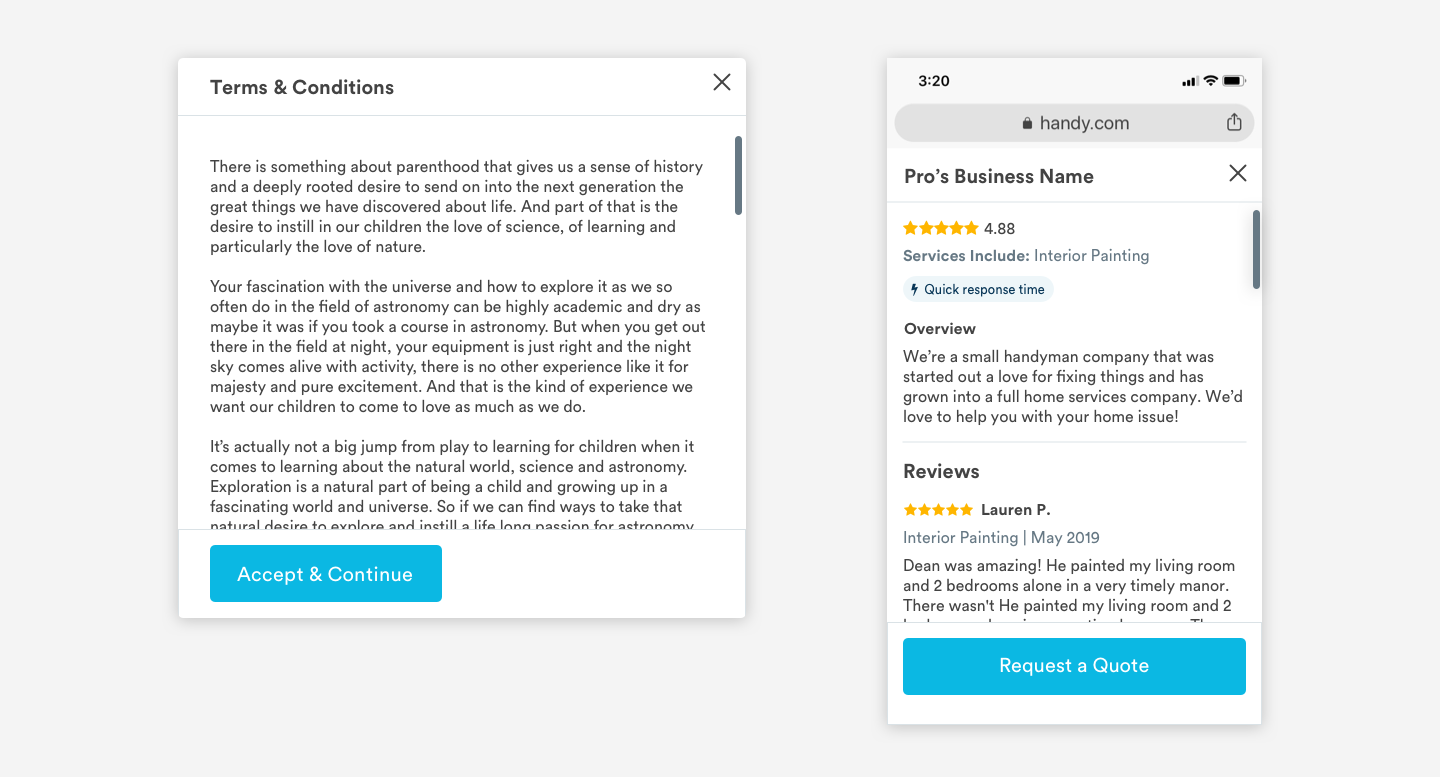 Terms & Conditions
There is something about parenthood that gives us a sense of history
and a deeply rooted desire to send on into the next generation the
great things we have discovered about life. And part of that is the
desire to instill in our children the love of science, of learning and
particularly the love of nature.
Your fascination with the universe and how to explore it as we so
often do in the field of astronomy can be highly academic and dry as
maybe it was if you took a course in astronomy. But when you get out
there in the field at night, your equipment is just right and the night
sky comes alive with activity, there is no other experience like it for
majesty and pure excitement. And that is the kind of experience we
want our children to come to love as much as we do.
It’s actually not a big jump from play to learning for children when it
comes to learning about the natural world, science and astronomy.
Exploration is a natural part of being a child and growing up in a
fascinating world and universe. So if we can find ways to take that
natural desire to explore and instill a life long passion for astronomy
Accept & Continue
3:20
handy.com
Pro’s Business Name
4.88
Services Include: Interior Painting
Quick response time
Overview
We’re a small handyman company that was
started out a love for fixing things and has
grown into a full home services company. We’d
love to help you with your home issue!
Reviews
Lauren P.
Interior Painting | May 2019
Dean was amazing! He painted my living room
and 2 bedrooms alone in a very timely manor.
There wasn't He painted my living room and 2
Request a Quote